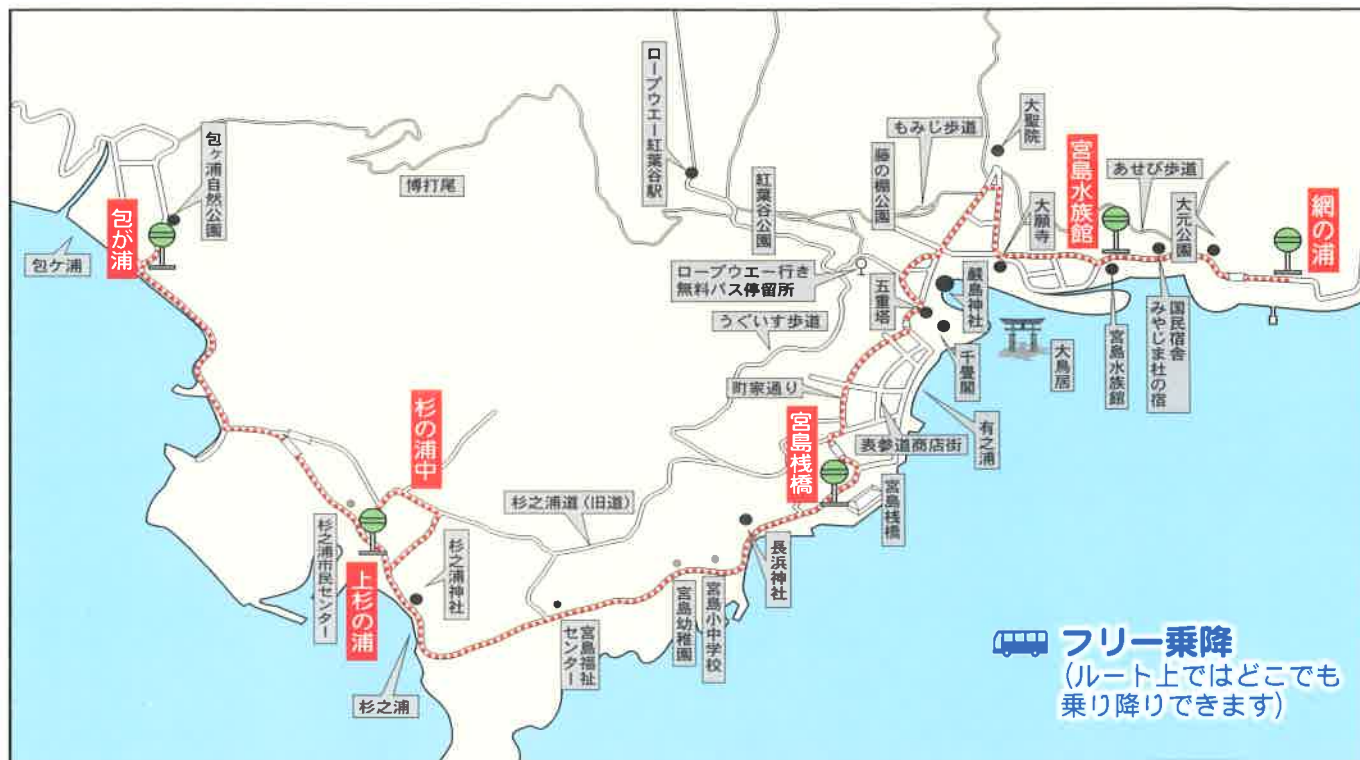 包ヶ浦自然公園
包が浦
包ケ浦
博打尾
ロープウエー紅葉谷駅
紅葉谷公園
ロープウエー行き
無料バス停留所
うぐいす歩道
もみじ歩道
藤の棚公園
大聖院
大願寺
宮島水族館
あせび歩道
大元公園
網の浦
五重塔
嚴島神社
千畳閣
大鳥居
宮島水族館
国民宿舎
みやじま杜の宿
町家通り
有之浦
表参道商店街
宮島桟橋
宮島桟橋
杉の浦中
杉之浦道(旧道)
杉之浦市民センター
上杉の浦
杉之浦神社
杉之浦
宮島福祉
センター
宮島幼稚園
宮島小中学校
長浜神社
フリー乗降
(ルート上ではどこでも
乗り降りできます)